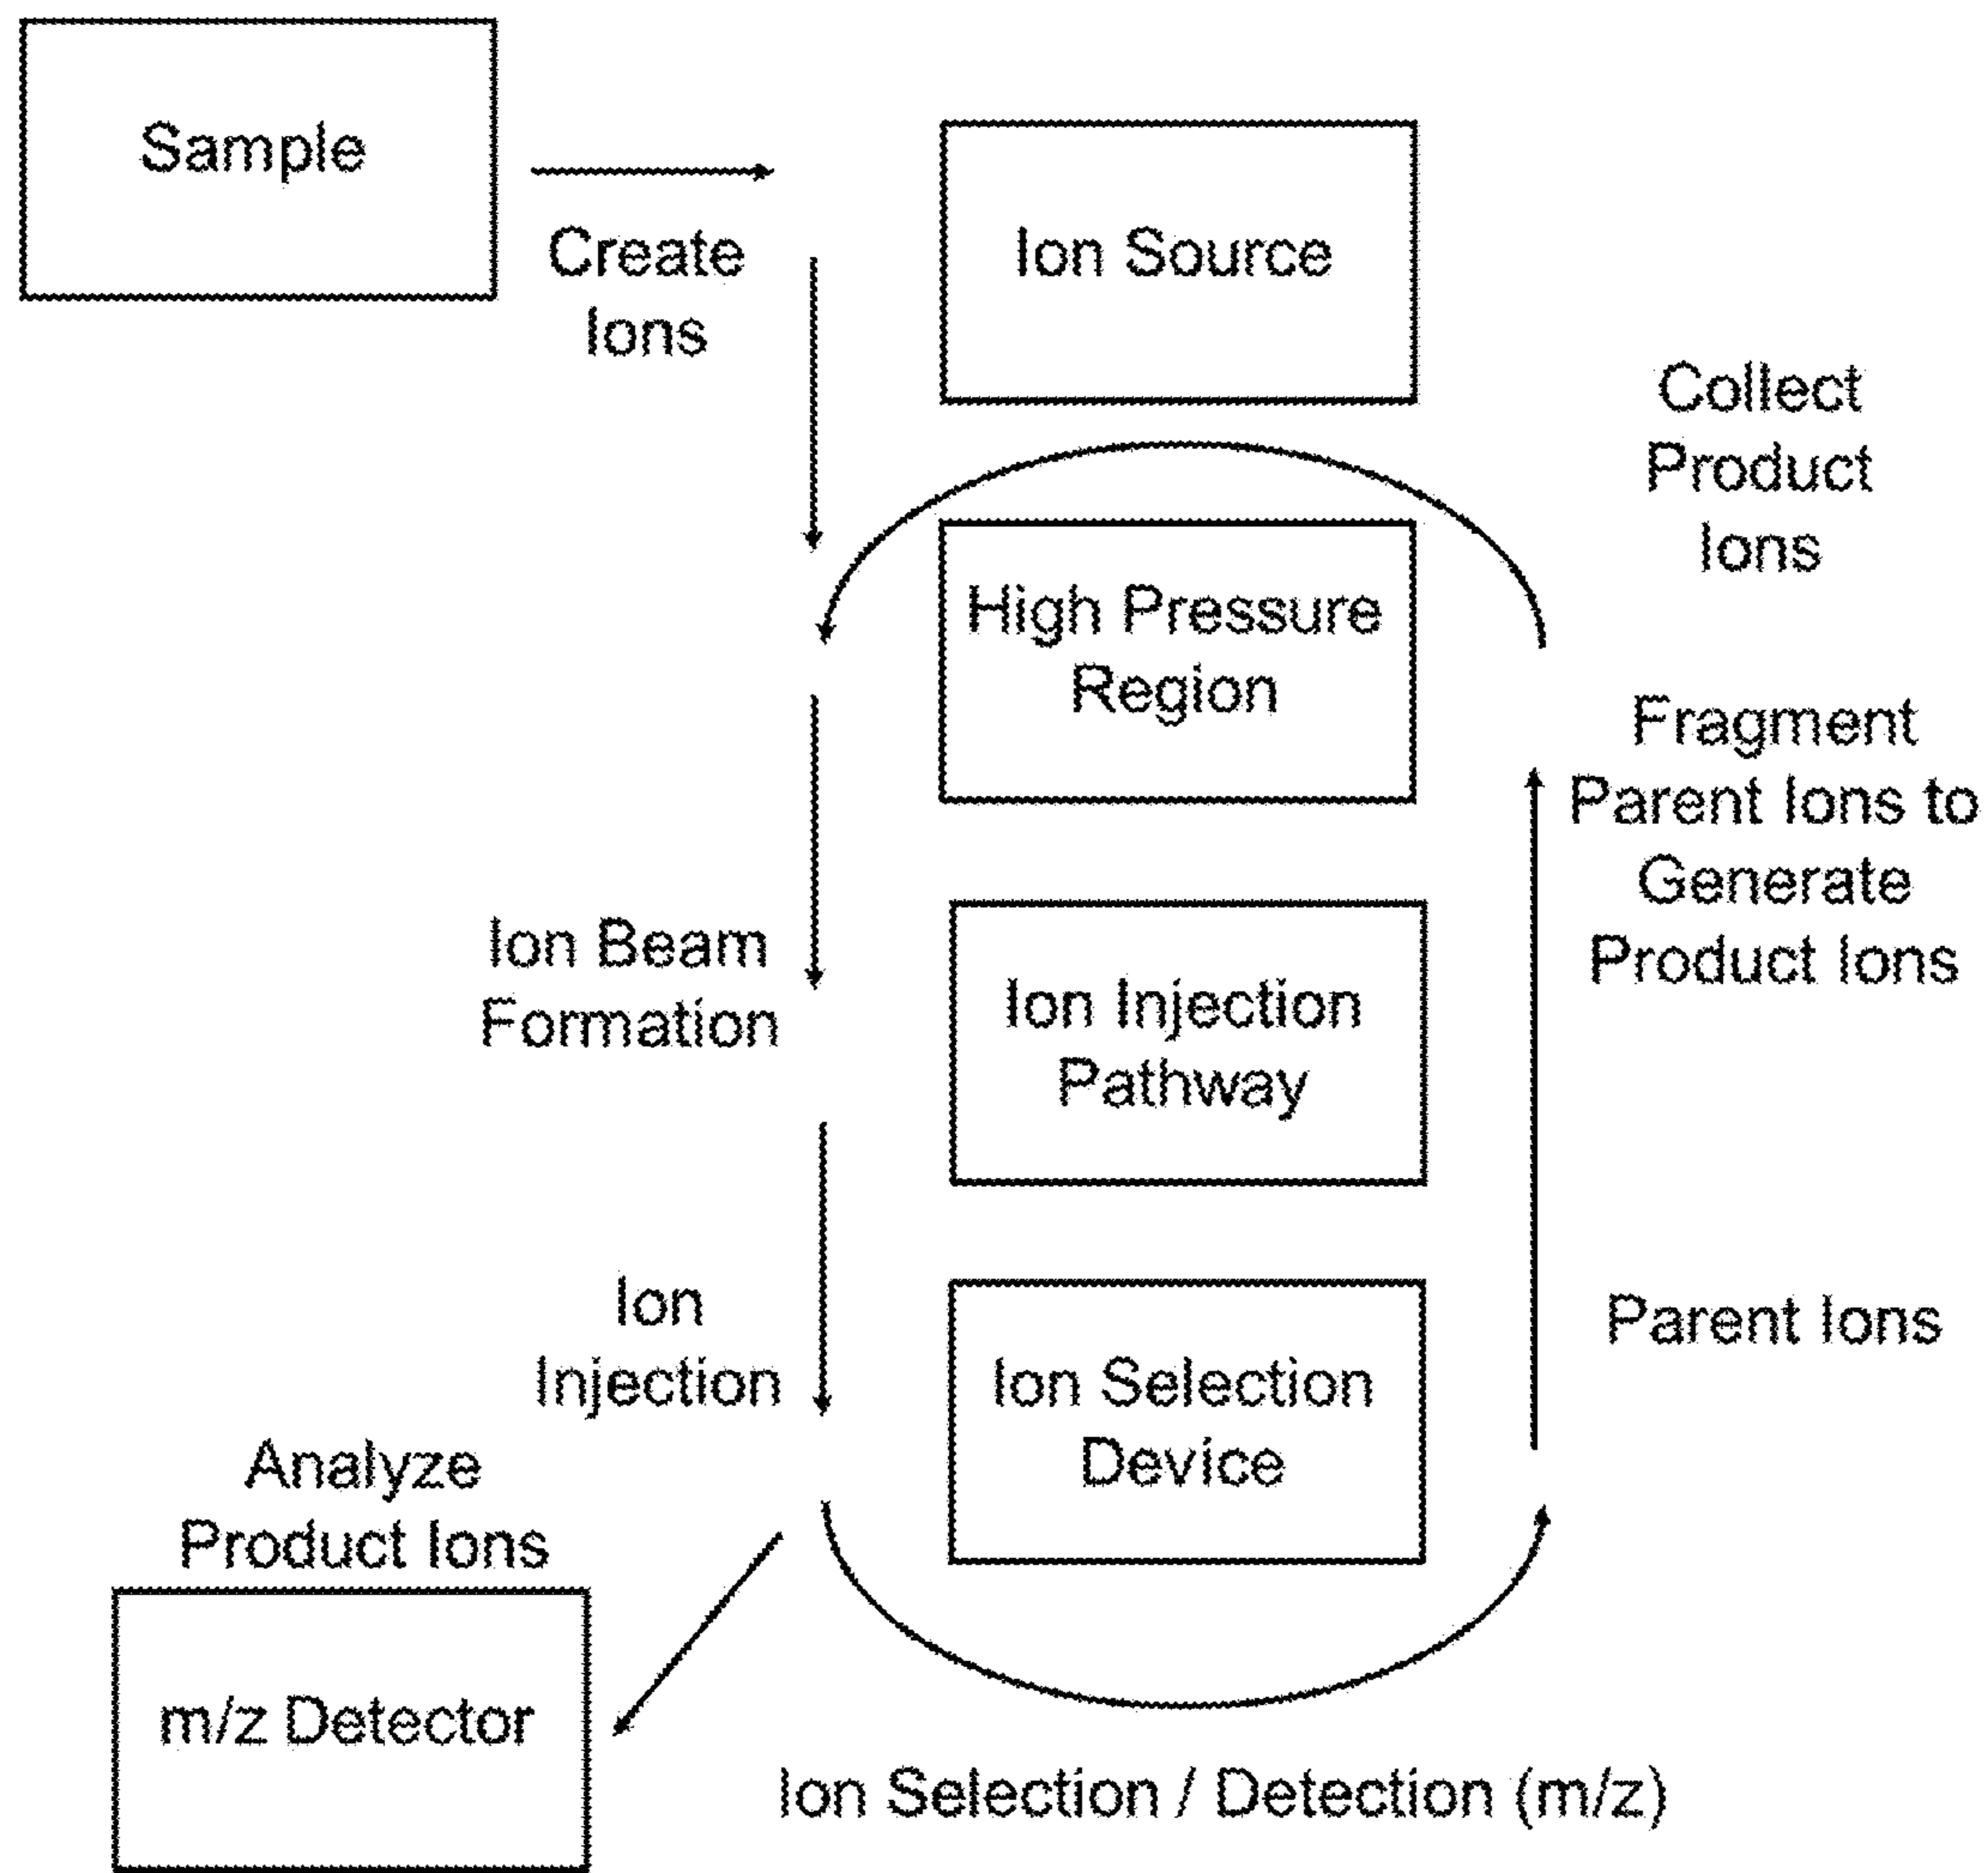 Sample
Create
Ions
Ion Source
Collect
Product
Ions
High Pressure
Region
Fragment
Parent Ions to
Generate
Product Ions
Ion Beam
Formation
Ion Injection
Pathway
Ion
Injection
Ion Selection
Device
Parent Ions
Analyze
Product Ions
m/z Detector
Ion Selection / Detection (m/z)